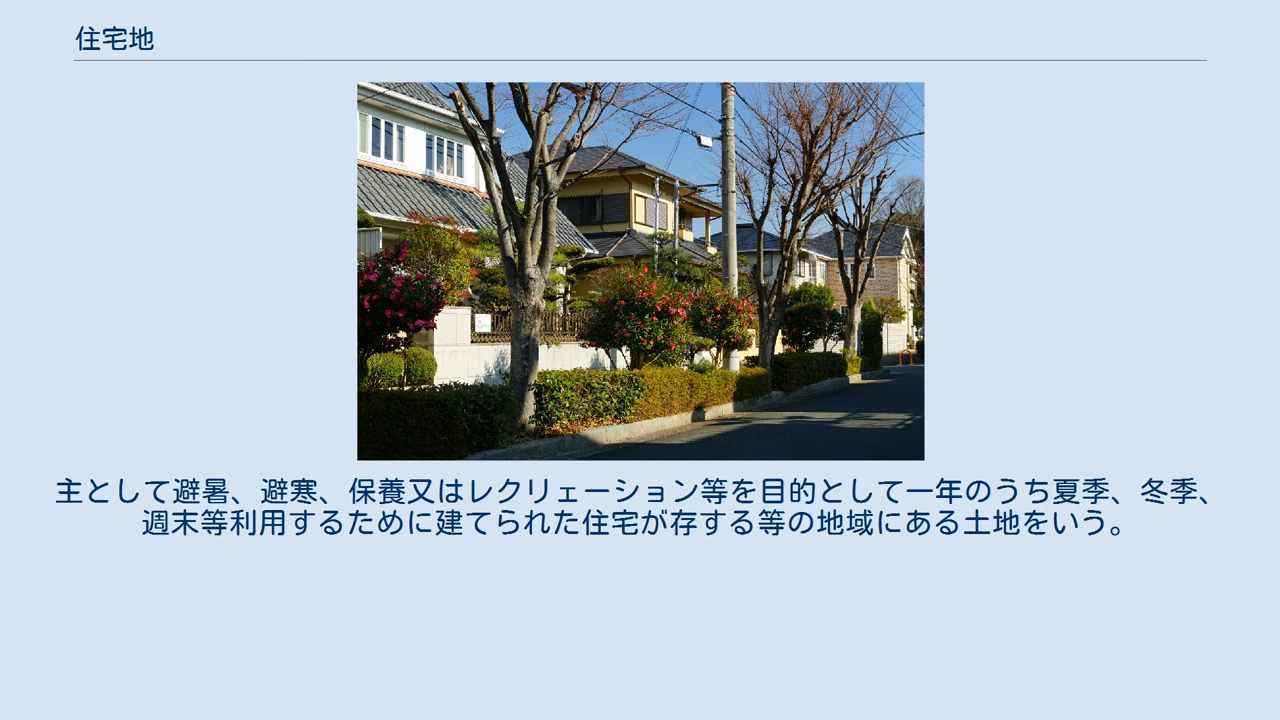 住宅地
主として避暑、避寒、保養又はレクリェーション等を目的として一年のうち夏季、冬季、
週末等利用するために建てられた住宅が存する等の地域にある土地をいう。